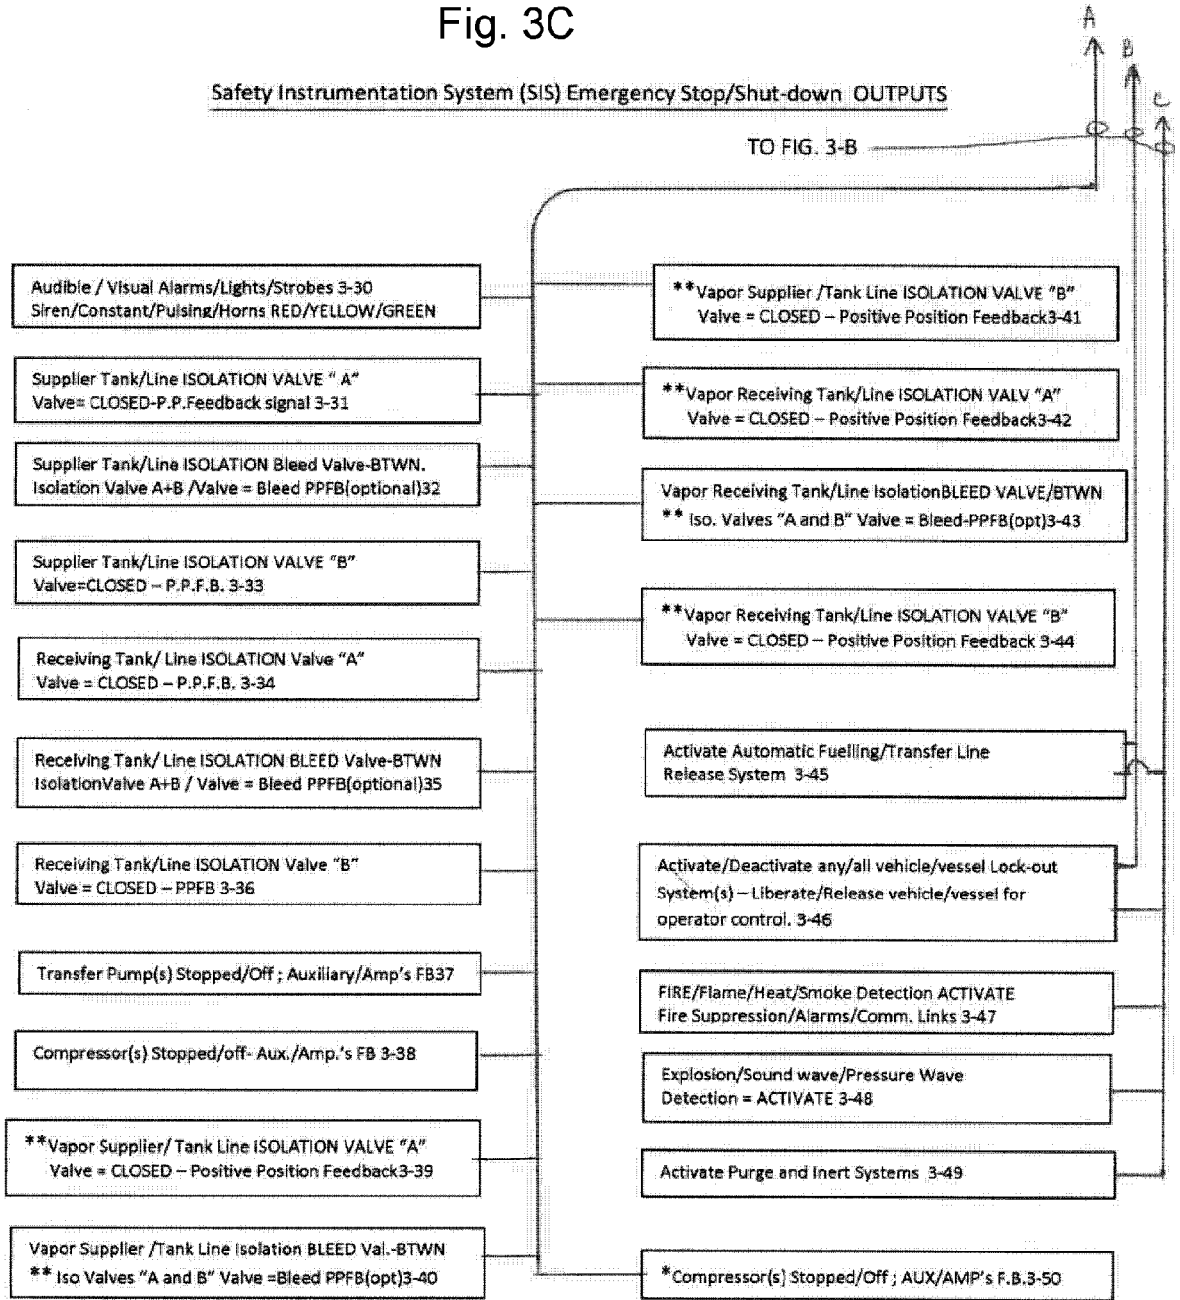 Fig. 3C
A
B
C
Safety Instrumentation System (SIS) Emergency Stop/Shut-down OUTPUTS
TO FIG. 3-B
Audible / Visual Alarms/Lights/Strobes 3-30
Siren/Constant/Pulsing/Horns RED/YELLOW/GREEN
Supplier Tank/Line ISOLATION VALVE " A"
Valve= CLOSED-P.P.Feedback signal 3-31
Supplier Tank/Line ISOLATION Bleed Valve-BTWN.
Isolation Valve A+B /Valve = Bleed PPFB(optional)32
Supplier Tank/Line ISOLATION VALVE "B"
Valve=CLOSED – P.P.F.B. 3-33
Receiving Tank/ Line ISOLATION Valve "A"
Valve = CLOSED – P.P.F.B. 3-34
Receiving Tank/Line ISOLATION BLEED Valve-BTWN
IsolationValve A+B / Valve = Bleed PPFB(optional)35
Receiving Tank/Line ISOLATION Valve "B"
Valve = CLOSED – PPFB 3-36
Transfer Pump(s) Stopped/Off ; Auxiliary/Amp's FB37
Compressor(s) Stopped/off- Aux./Amp.'s FB 3-38
**Vapor Supplier/ Tank Line ISOLATION VALVE "A"
Valve = CLOSED – Positive Position Feedback3-39
Vapor Supplier /Tank Line Isolation BLEED Val.-BTWN
** Iso Valves "A and B" Valve =Bleed PPFB(opt)3-40
**Vapor Supplier /Tank Line ISOLATION VALVE "B"
Valve = CLOSED – Positive Position Feedback3-41
**Vapor Receiving Tank/Line ISOLATION VALV "A"
Valve = CLOSED – Positive Position Feedback3-42
Vapor Receiving Tank/Line IsolationBLEED VALVE/BTWN
** Iso. Valves "A and B" Valve = Bleed-PPFB(opt)3-43
**Vapor Receiving Tank/Line ISOLATION VALVE "B"
Valve = CLOSED – Positive Position Feedback 3-44
Activate Automatic Fuelling/Transfer Line
Release System 3-45
Activate/Deactivate any/all vehicle/vessel Lock-out
System(s) – Liberate/Release vehicle/vessel for
operator control. 3-46
FIRE/Flame/Heat/Smoke Detection ACTIVATE
Fire Suppression/Alarms/Comm. Links 3-47
Explosion/Sound wave/Pressure Wave
Detection = ACTIVATE 3-48
Activate Purge and Inert Systems 3-49
*Compressor(s) Stopped/Off ; AUX/AMP's F.B.3-50